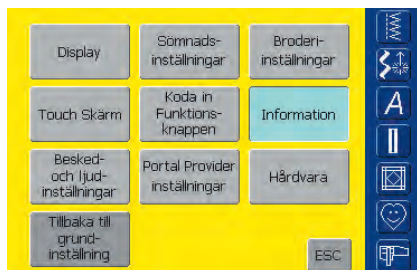 Display
Sömnads-
inställningar
Broderi-
inställningar
Touch Skärm
Koda in
Funktions-
knappen
Information
Besked-
och ljud-
inställningar
Portal Provider
inställningar
Hårdvara
Tillbaka till
grund-
inställning
ESC
A